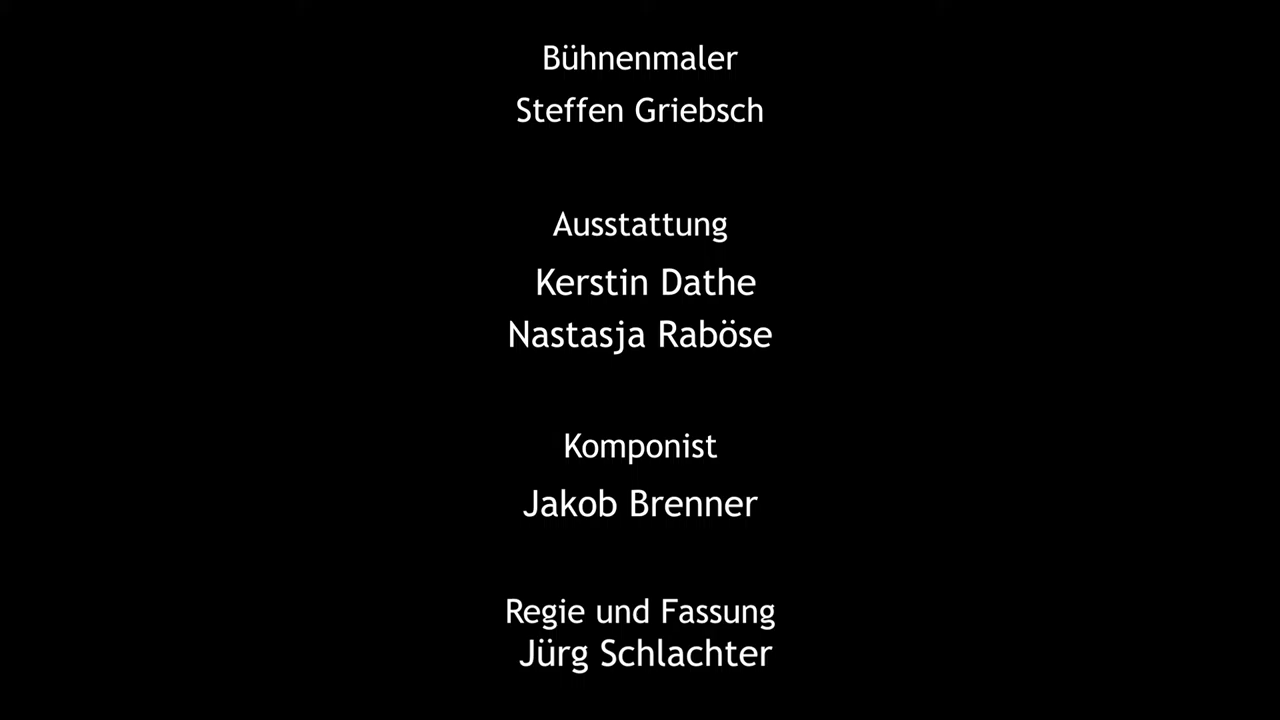 Bühnenmaler
Steffen Griebsch
Ausstattung
Kerstin Dathe
Nastasja Raböse
Komponist
Jakob Brenner
Regie und Fassung
Jürg Schlachter